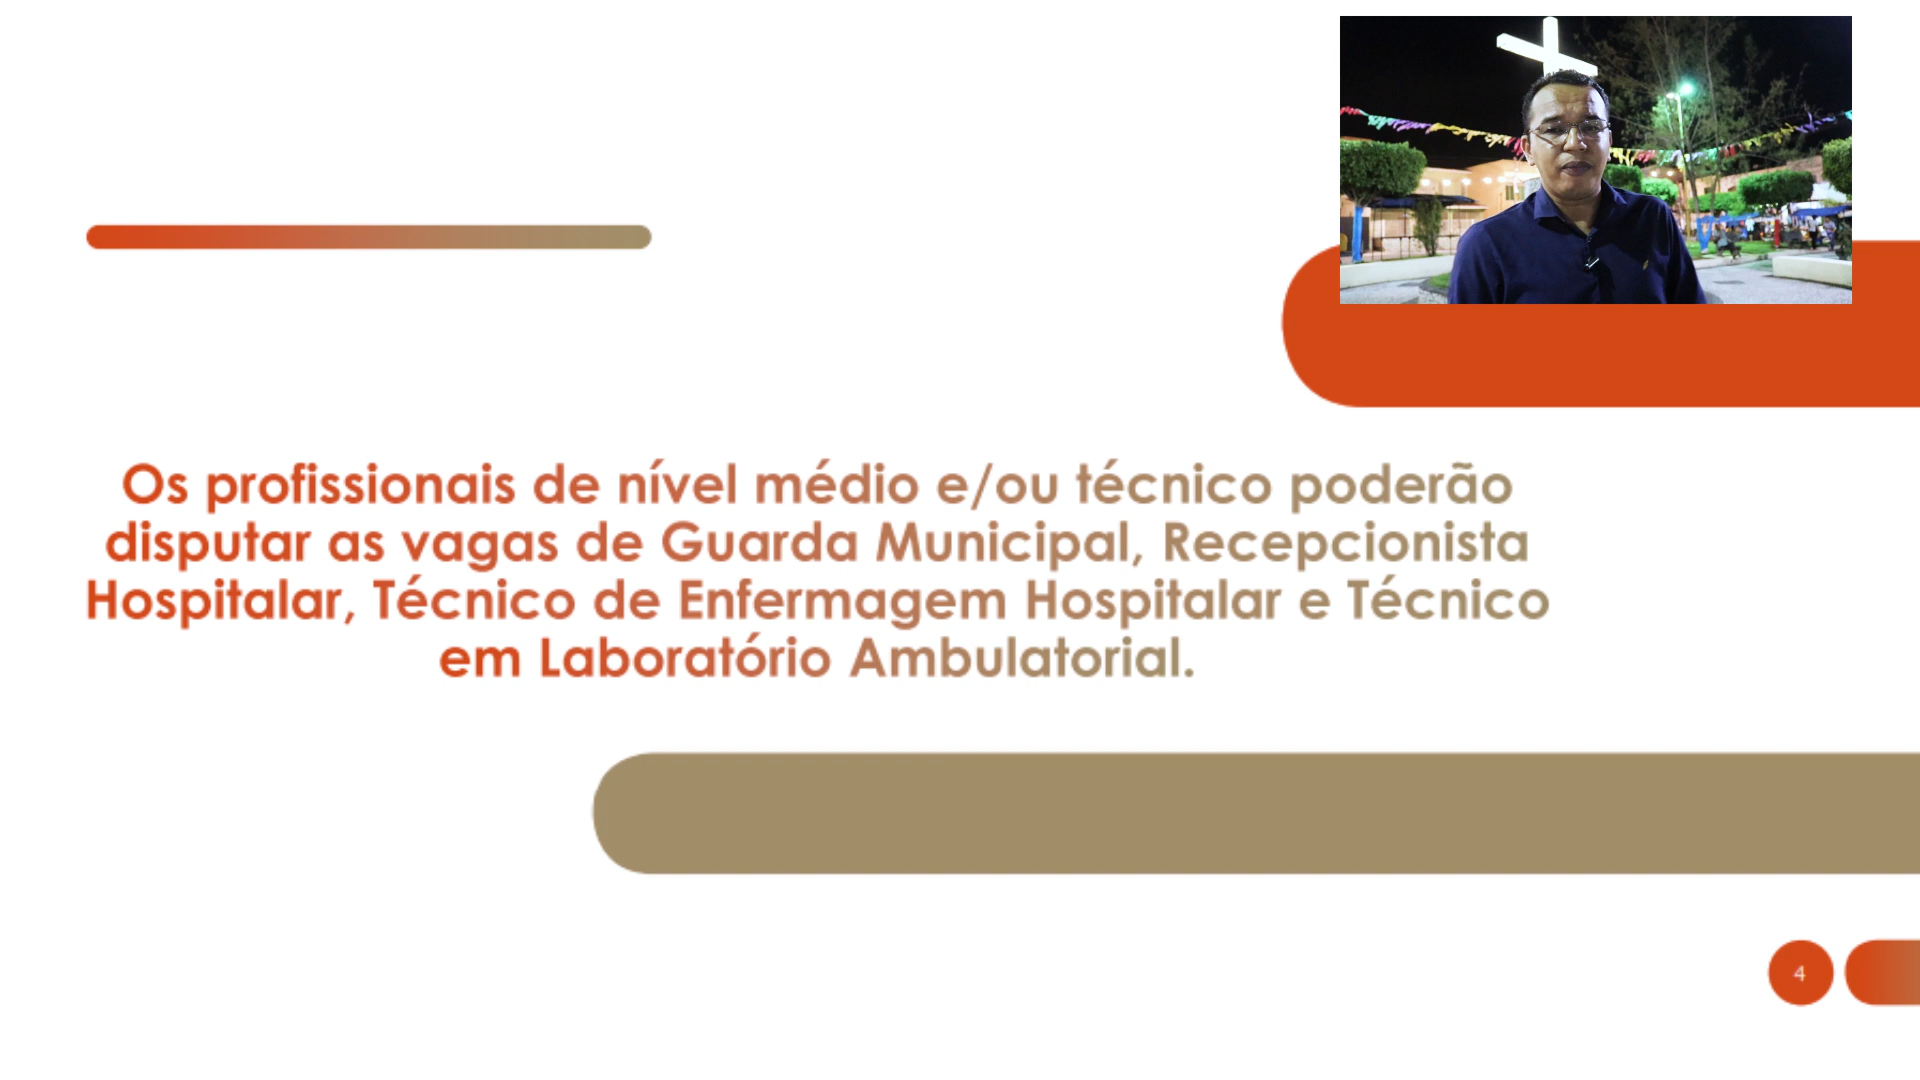 Os profissionais de nível médio e/ou técnico poderão
disputar as vagas de Guarda Municipal, Recepcionista
Hospitalar, Técnico de Enfermagem Hospitalar e Técnico
em Laboratório Ambulatorial.
4